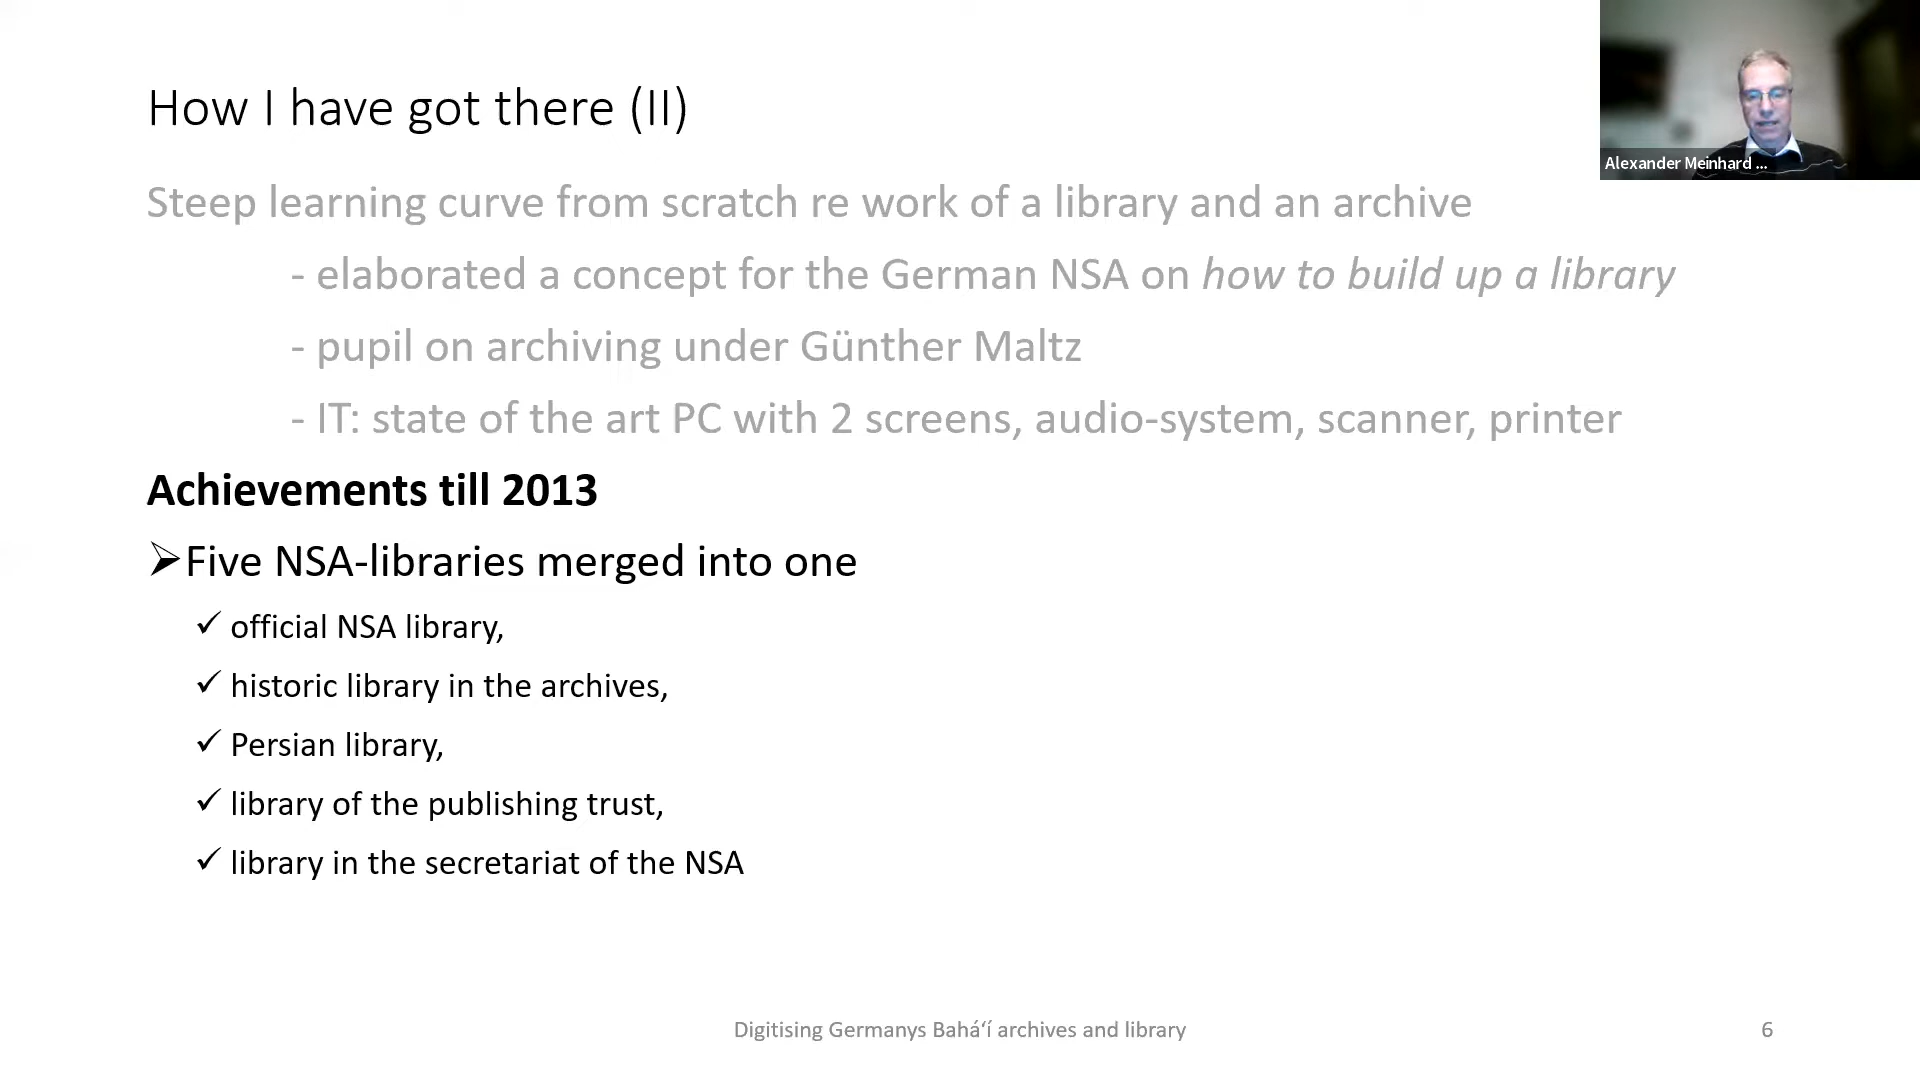 How I have got there (II)
Alexander Meinhard ...
Steep learning curve from scratch re work of a library and an archive
- elaborated a concept for the German NSA on how to build up a library
- pupil on archiving under Günther Maltz
- IT: state of the art PC with 2 screens, audio-system, scanner, printer
Achievements till 2013
➢Five NSA-libraries merged into one
✓ official NSA library,
✓ historic library in the archives,
✓ Persian library,
✓ library of the publishing trust,
✓ library in the secretariat of the NSA
Digitising Germanys Bahá‘í archives and library
6